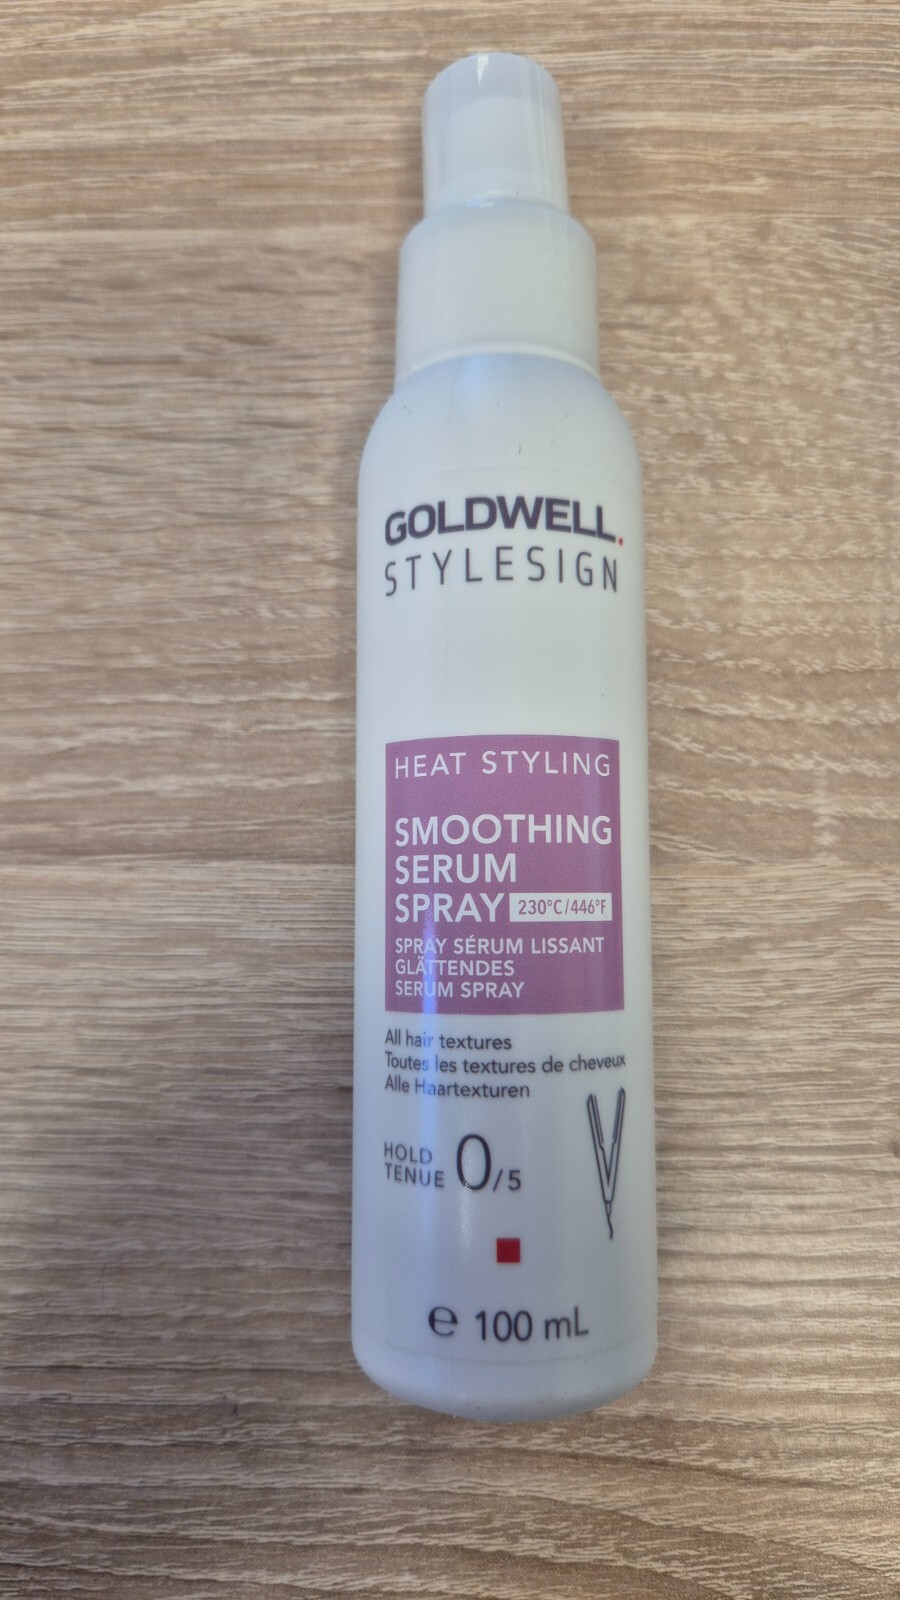 GOLDWELL.
STYLESIGN
HEAT STYLING
SMOOTHING
SERUM
SPRAY 230°C/446°F
SPRAY SÉRUM LISSANT
GLÄTTENDES
SERUM SPRAY
All hair textures
Toutes les textures de cheveux
Alle Haartexturen
HOLD
TENUE 0/5
℮ 100 mL